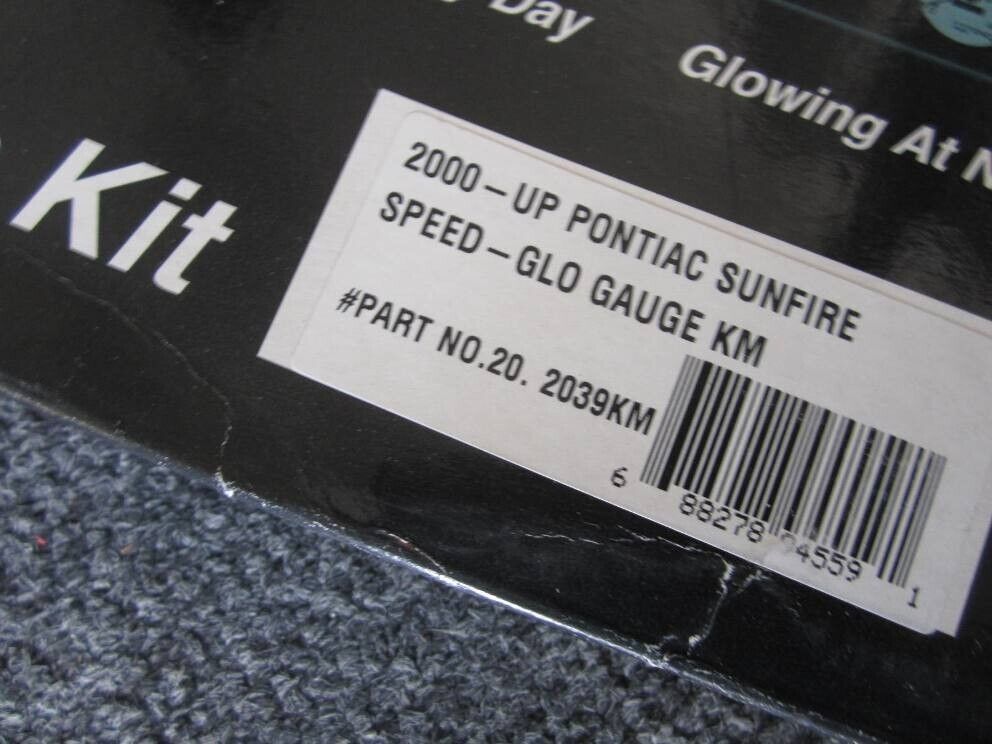 Day
Glowing At
Kit
2000-UP PONTIAC SUNFIRE
SPEED-GLO GAUGE KM
#PART NO.20. 2039KM
6 88278 94559 1